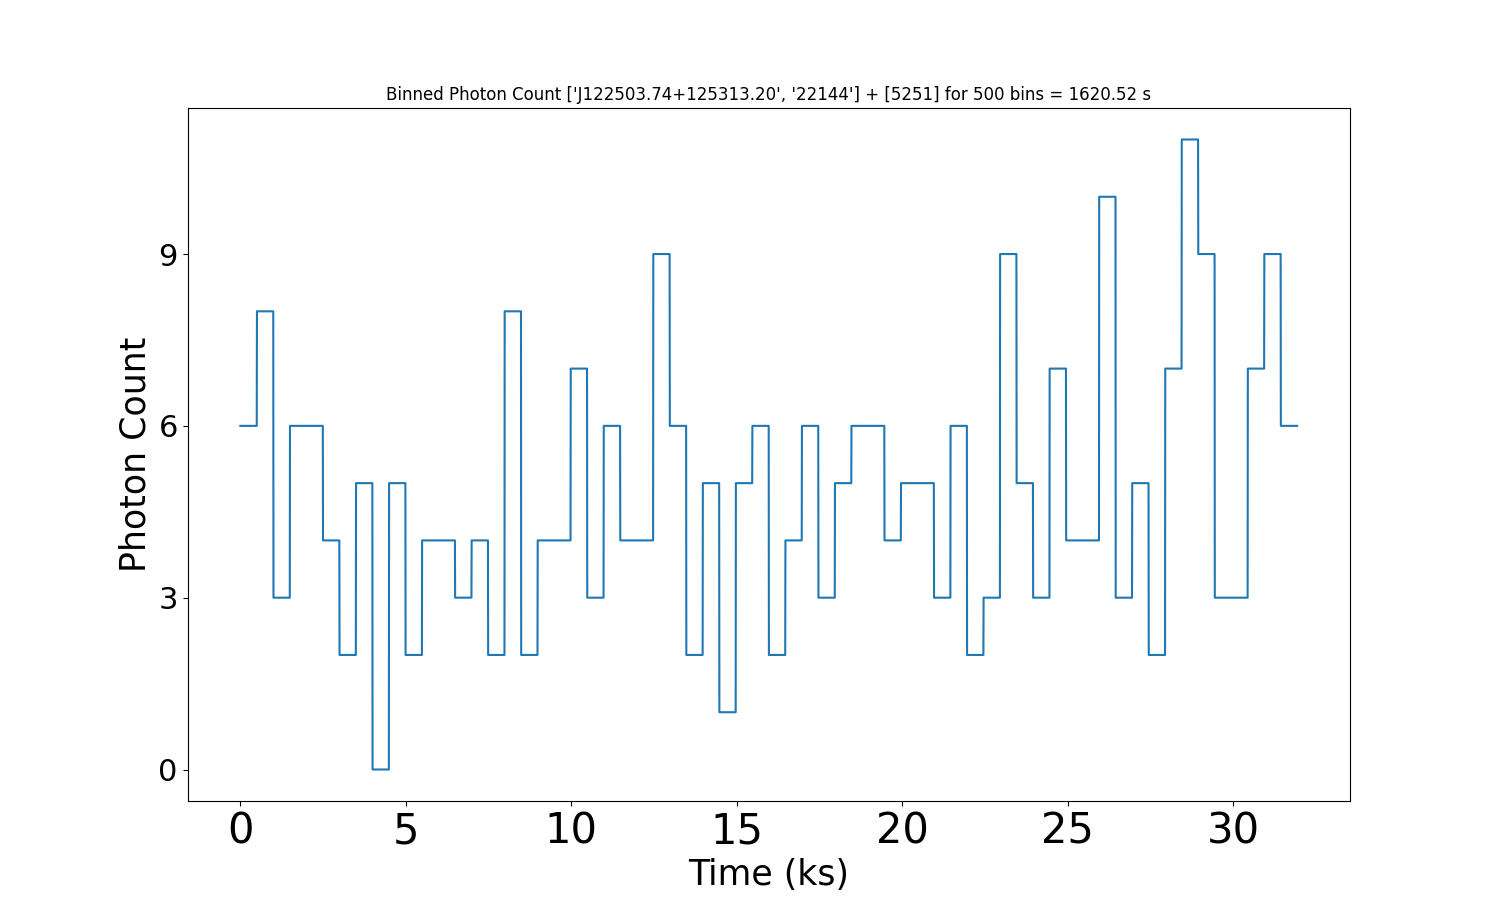 Binned Photon Count ['J122503.74+125313.20', '22144'] + [5251] for 500 bins = 1620.52 s
9
6
3
0
Photon Count
0 5 10 15 20 25 30
Time (ks)